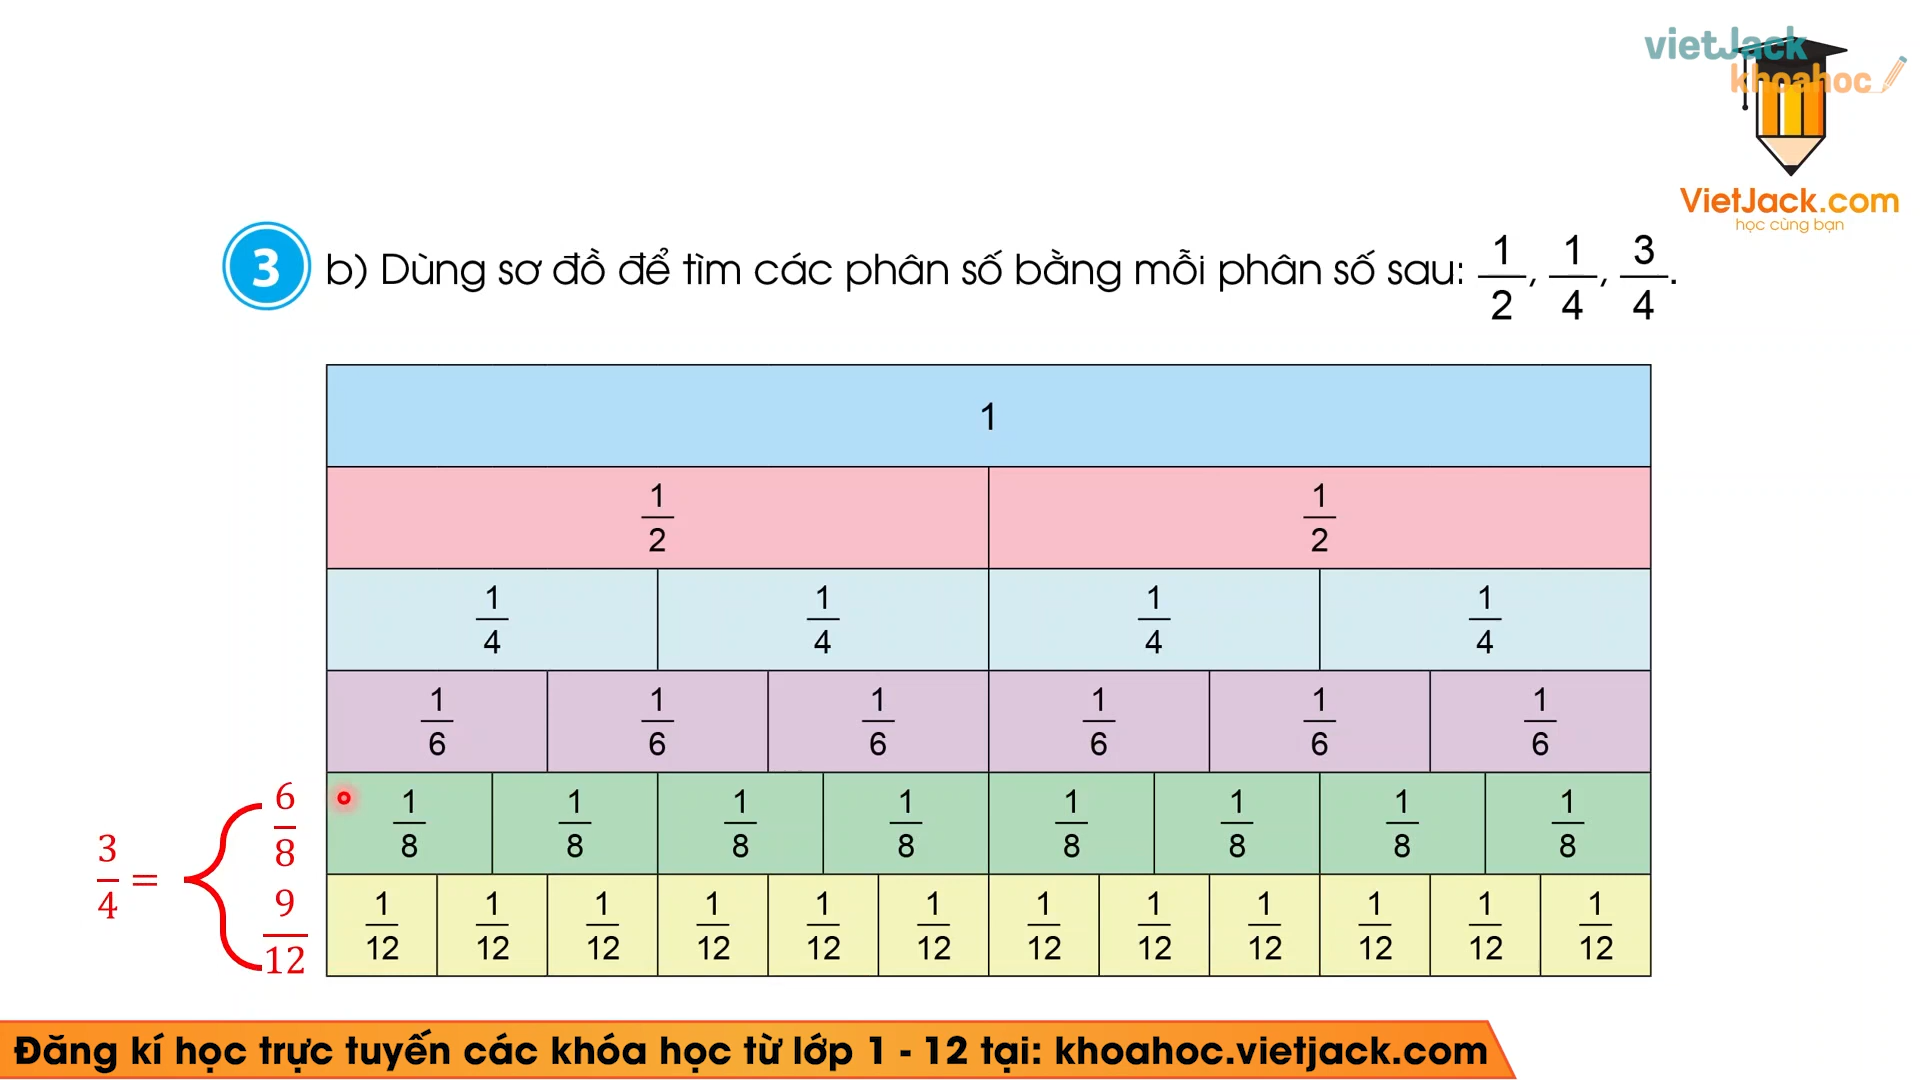 vietJack
khoahoc
VietJack.com
học cùng bạn
3 b) Dùng sơ đồ để tìm các phân số bằng mỗi phân số sau: 1/2, 1/4, 3/4.
1
1/2 1/2
1/4 1/4 1/4 1/4
1/6 1/6 1/6 1/6 1/6 1/6
1/8 1/8 1/8 1/8 1/8 1/8 1/8 1/8
1/12 1/12 1/12 1/12 1/12 1/12 1/12 1/12 1/12 1/12 1/12 1/12
3/4 =
6/8
9/12
Đăng kí học trực tuyến các khóa học từ lớp 1 - 12 tại: khoahoc.vietjack.com